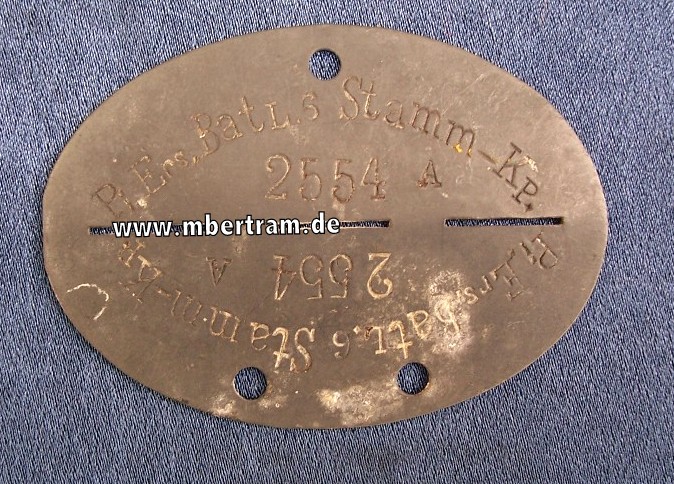 Pi.Ers.BatL.6 Stamm-Kp.
2554 A
www.mbertram.de
2554 A
Pi.Ers.BatL.6 Stamm-Kp.